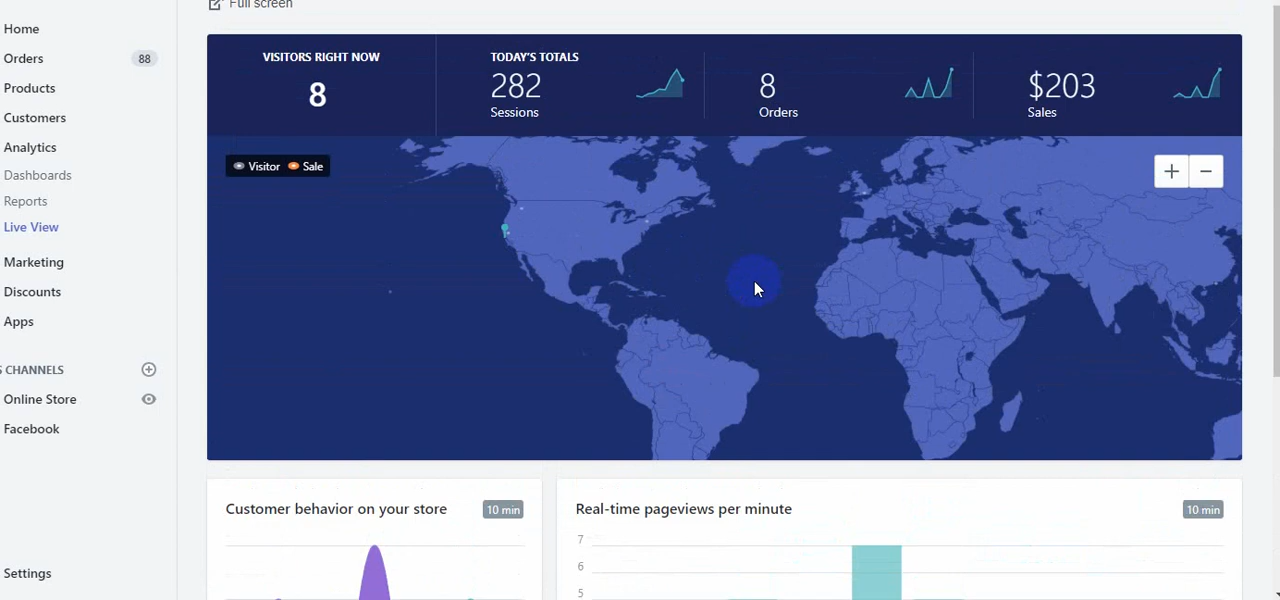 Full screen
Home
Orders 88
Products
Customers
Analytics
Dashboards
Reports
Live View
Marketing
Discounts
Apps
S CHANNELS
Online Store
Facebook
Settings
VISITORS RIGHT NOW
8
TODAY'S TOTALS
282
Sessions
8
Orders
$203
Sales
Visitor Sale
Customer behavior on your store 10 min
Real-time pageviews per minute 10 min
7
6
5